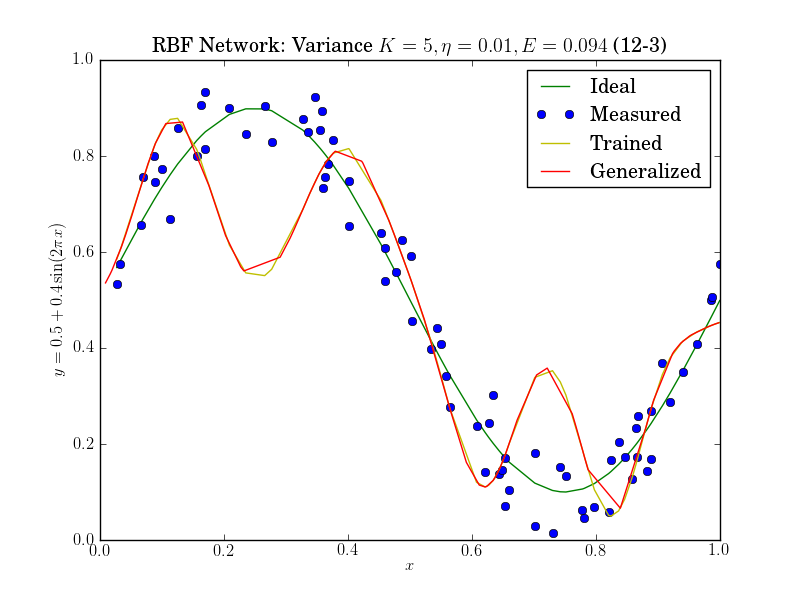 RBF Network: Variance K = 5, η = 0.01, E = 0.094 (12-3)
1.0
0.8
0.6
0.4
0.2
0.0
y = 0.5 + 0.4 sin(2πx)
Ideal
Measured
Trained
Generalized
0.0 0.2 0.4 0.6 0.8 1.0
x